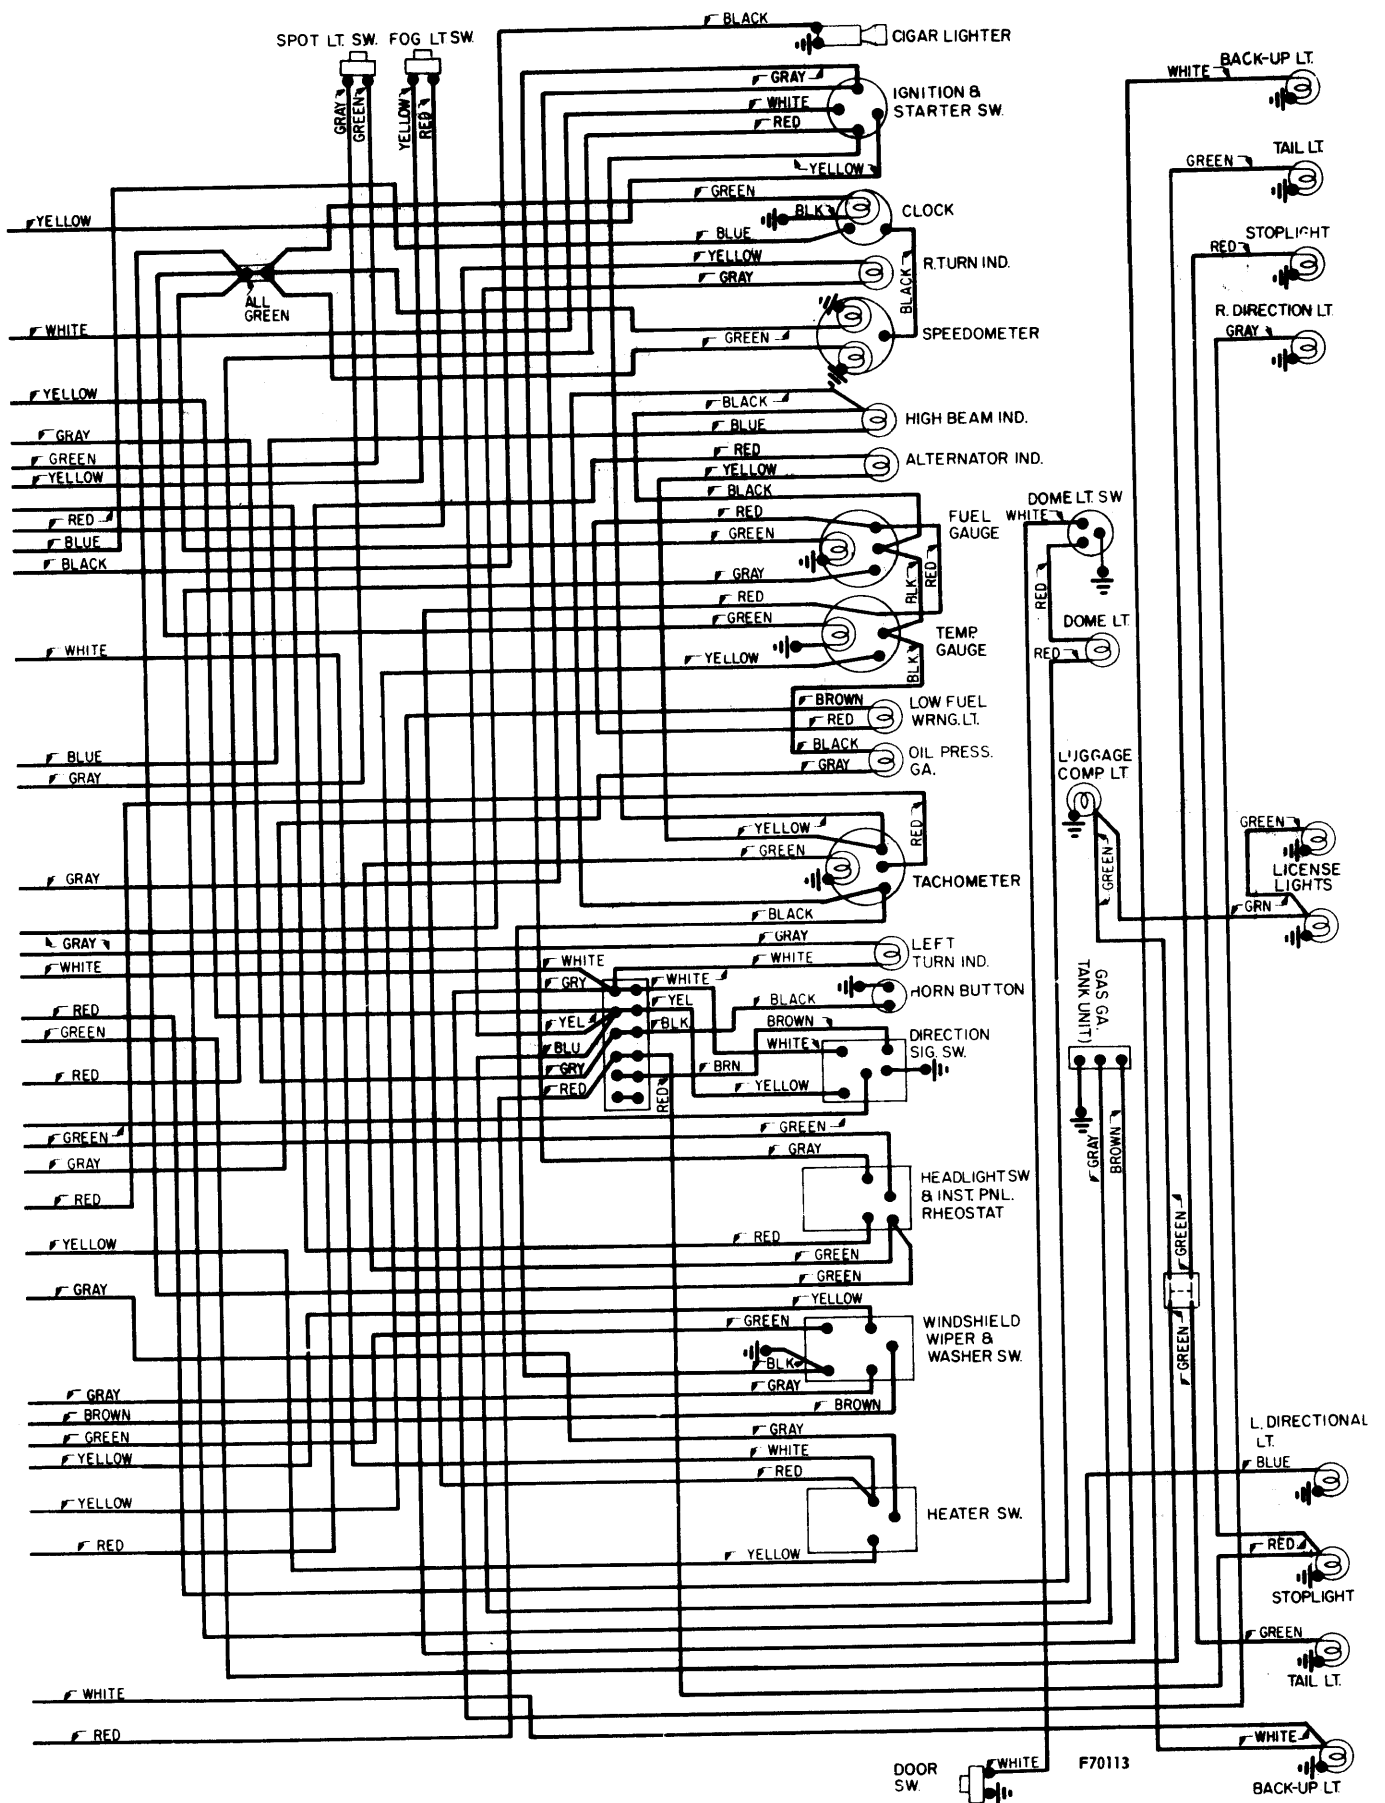 BLACK
SPOT LT. SW. FOG LT SW.
CIGAR LIGHTER
BACK-UP LT.
WHITE
GRAY
IGNITION &
STARTER SW.
WHITE
RED
GRAY
GREEN
YELLOW
RED
TAIL LT.
GREEN
YELLOW
GREEN
YELLOW
BLK
CLOCK
BLUE
STOPLIGHT
RED
YELLOW
R.TURN IND.
GRAY
BLACK
ALL
GREEN
R. DIRECTION LT.
GRAY
WHITE
GREEN
SPEEDOMETER
YELLOW
BLACK
HIGH BEAM IND.
BLUE
GRAY
GREEN
YELLOW
RED
ALTERNATOR IND.
YELLOW
BLACK
DOME LT. SW
WHITE
RED
BLUE
BLACK
RED
FUEL
GAUGE
GREEN
GRAY
BLK
RED
RED
RED
GREEN
DOME LT.
RED
TEMP.
GAUGE
WHITE
YELLOW
BLK
BROWN
LOW FUEL
WRNG. LT.
RED
BLACK
OIL PRESS.
GA.
GRAY
BLUE
GRAY
LUGGAGE
COMP LT.
YELLOW
RED
GREEN
GREEN
GREEN
LICENSE
LIGHTS
GRN
GRAY
TACHOMETER
BLACK
GRAY
WHITE
GRAY
LEFT
TURN IND.
WHITE
WHITE
GRY
WHITE
HORN BUTTON
YEL
BLACK
GAS GA.
TANK UNIT)
RED
GREEN
YEL
BLK
BROWN
DIRECTION
SIG. SW.
WHITE
BLU
GRY
BRN
RED
RED
YELLOW
RED
GREEN
GRAY
GREEN
GRAY
GRAY
BROWN
HEADLIGHT SW
& INST. PNL.
RHEOSTAT
RED
YELLOW
RED
GREEN
GREEN
GREEN
GRAY
YELLOW
GREEN
WINDSHIELD
WIPER &
WASHER SW.
BLK
GREEN
GRAY
GRAY
BROWN
BROWN
GREEN
YELLOW
GRAY
WHITE
RED
L. DIRECTIONAL
LT.
BLUE
YELLOW
HEATER SW.
RED
YELLOW
RED
STOPLIGHT
GREEN
TAIL LT.
WHITE
RED
WHITE
DOOR
SW.
WHITE
F70113
BACK-UP LT.